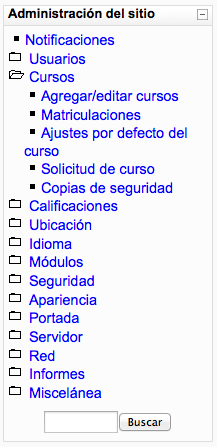 Administración del sitio
Notificaciones
Usuarios
Cursos
Agregar/editar cursos
Matriculaciones
Ajustes por defecto del
curso
Solicitud de curso
Copias de seguridad
Calificaciones
Ubicación
Idioma
Módulos
Seguridad
Apariencia
Portada
Servidor
Red
Informes
Miscelánea
Buscar